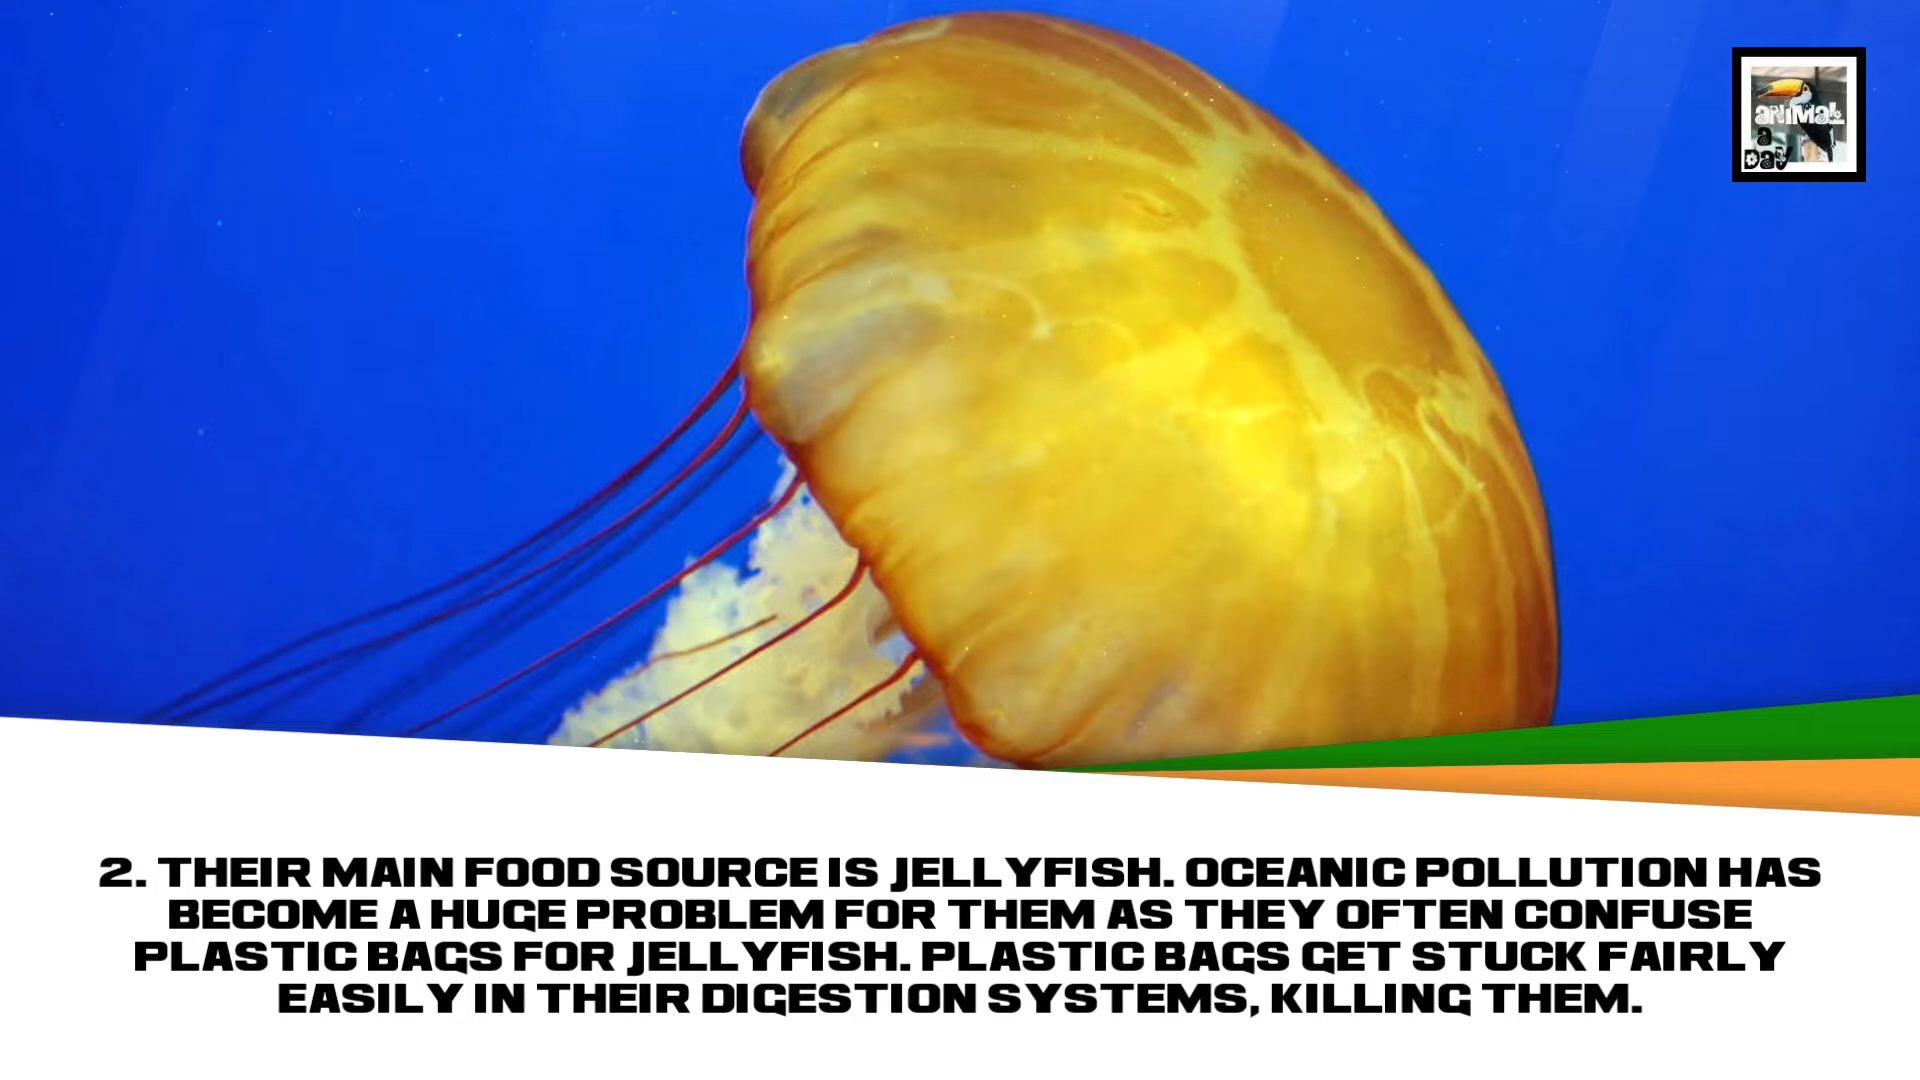 aNiMaL
a
Day
2. THEIR MAIN FOOD SOURCE IS JELLYFISH. OCEANIC POLLUTION HAS
BECOME A HUGE PROBLEM FOR THEM AS THEY OFTEN CONFUSE
PLASTIC BAGS FOR JELLYFISH. PLASTIC BAGS GET STUCK FAIRLY
EASILY IN THEIR DIGESTION SYSTEMS, KILLING THEM.